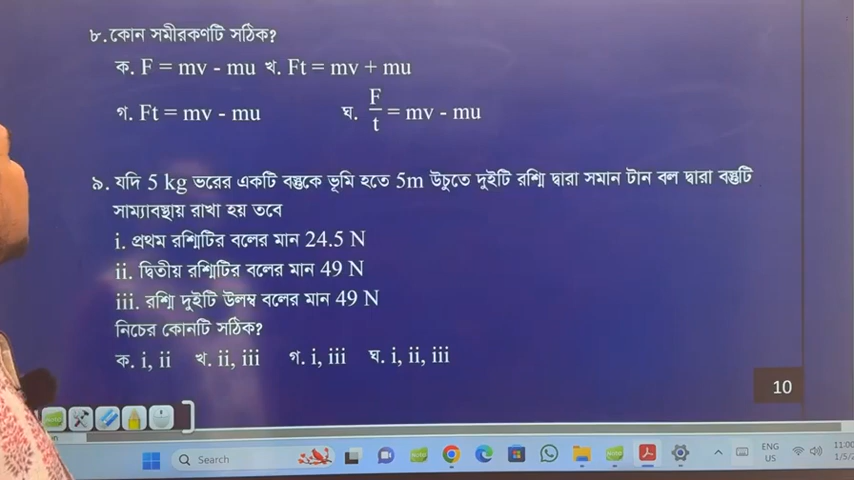 ৮. কোন সমীরকণটি সঠিক?
ক. F = mv - mu খ. Ft = mv + mu
গ. Ft = mv - mu ঘ. F/t = mv - mu
৯. যদি 5 kg ভরের একটি বস্তুকে ভূমি হতে 5m উচুতে দুইটি রশ্মি দ্বারা সমান টান বল দ্বারা বস্তুটি
সাম্যাবস্থায় রাখা হয় তবে
i. প্রথম রশ্মিটির বলের মান 24.5 N
ii. দ্বিতীয় রশ্মিটির বলের মান 49 N
iii. রশ্মি দুইটি উলম্ব বলের মান 49 N
নিচের কোনটি সঠিক?
ক. i, ii খ. ii, iii গ. i, iii ঘ. i, ii, iii
10
Search
ENG
US
11:00